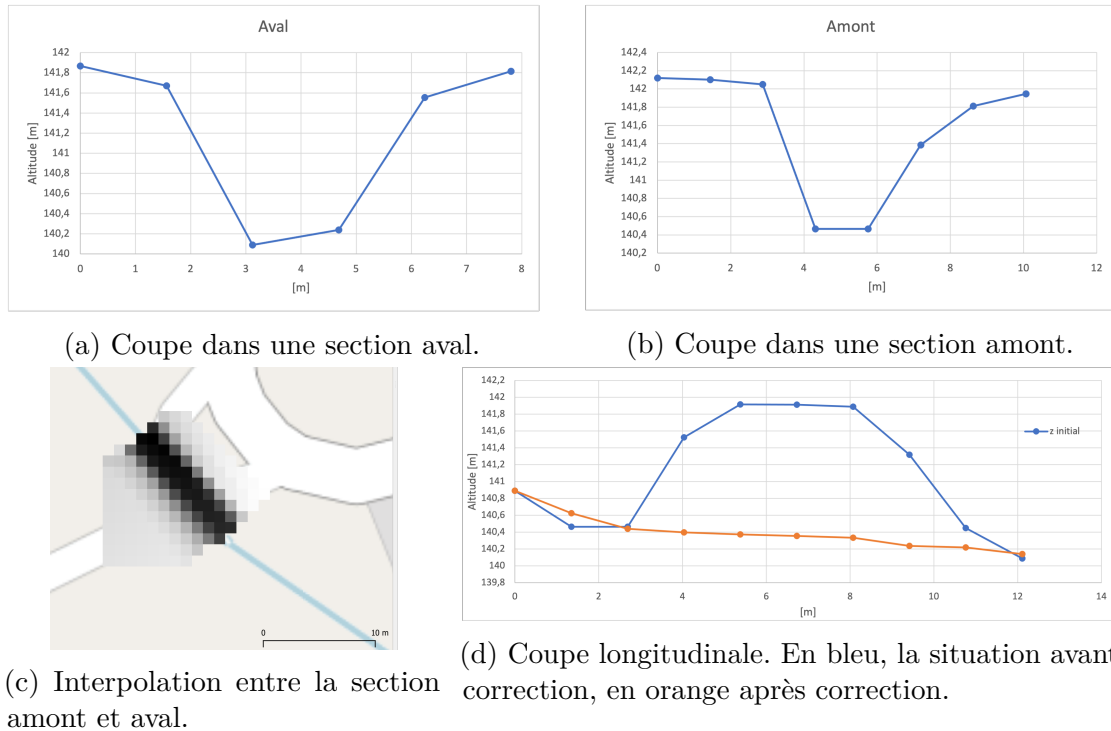 Aval
142
141,8
141,6
141,4
141,2
141
140,8
140,6
140,4
140,2
140
Altitude [m]
0 1 2 3 4 5 6 7 8
[m]
(a) Coupe dans une section aval.
Amont
142,4
142,2
142
141,8
141,6
141,4
141,2
141
140,8
140,6
140,4
140,2
Altitude [m]
0 2 4 6 8 10 12
[m]
(b) Coupe dans une section amont.
0 10 m
(c) Interpolation entre la section
amont et aval.
142,2
142
141,8
141,6
141,4
141,2
141
140,8
140,6
140,4
140,2
140
139,8
Altitude [m]
z initial
0 2 4 6 8 10 12 14
[m]
(d) Coupe longitudinale. En bleu, la situation avant
correction, en orange après correction.